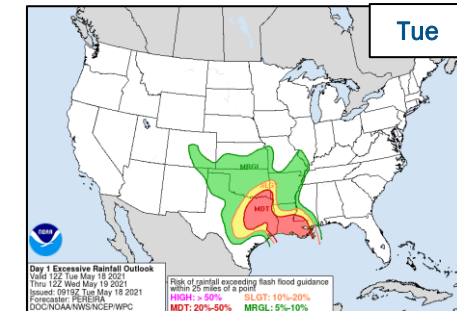 Tue
MRGL
SLGT
MDT
NOAA
Day 1 Excessive Rainfall Outlook
Valid 12Z Tue May 18 2021
Thru 12Z Wed May 19 2021
Issued: 0919Z Tue May 18 2021
Forecaster: PEREIRA
DOC/NOAA/NWS/NCEP/WPC
Risk of rainfall exceeding flash flood guidance
within 25 miles of a point
HIGH: > 50% SLGT: 10%-20%
MDT: 20%-50% MRGL: 5%-10%